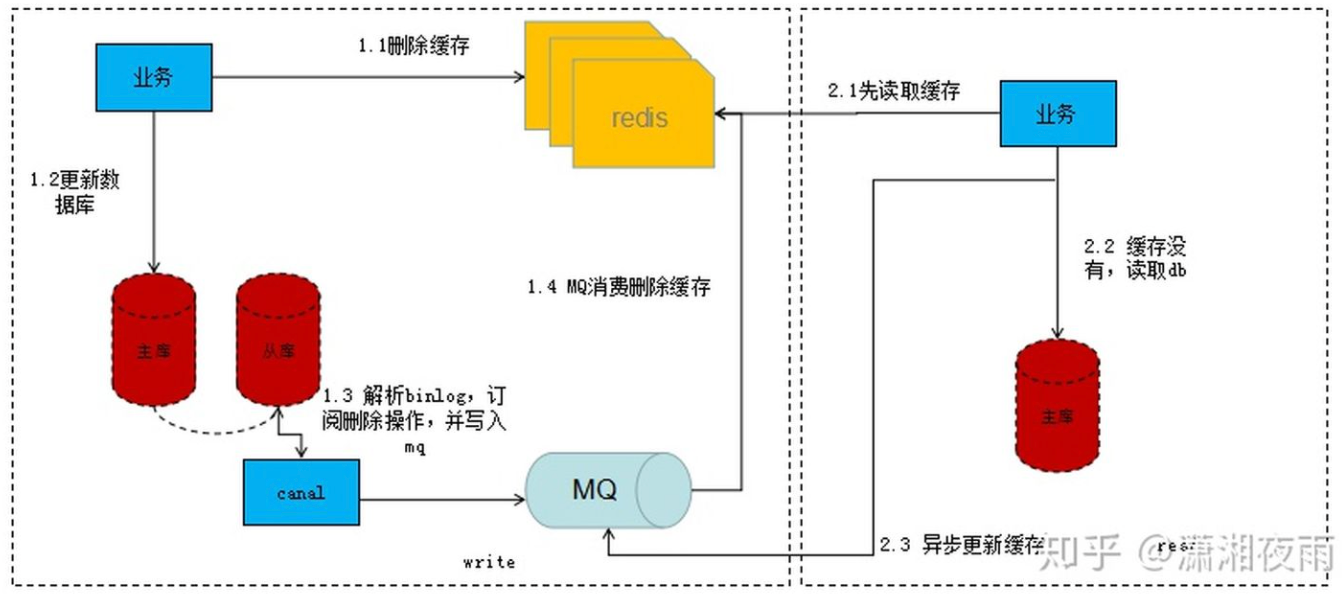 1.1删除缓存
业务
redis
2.1先读取缓存
业务
1.2更新数
据库
2.2 缓存没
有，读取db
1.4 MQ消费删除缓存
主库
从库
1.3 解析binlog，订
阅删除操作，并写入
mq
主库
canal
MQ
2.3 异步更新缓存
write
知乎 @潇湘夜雨